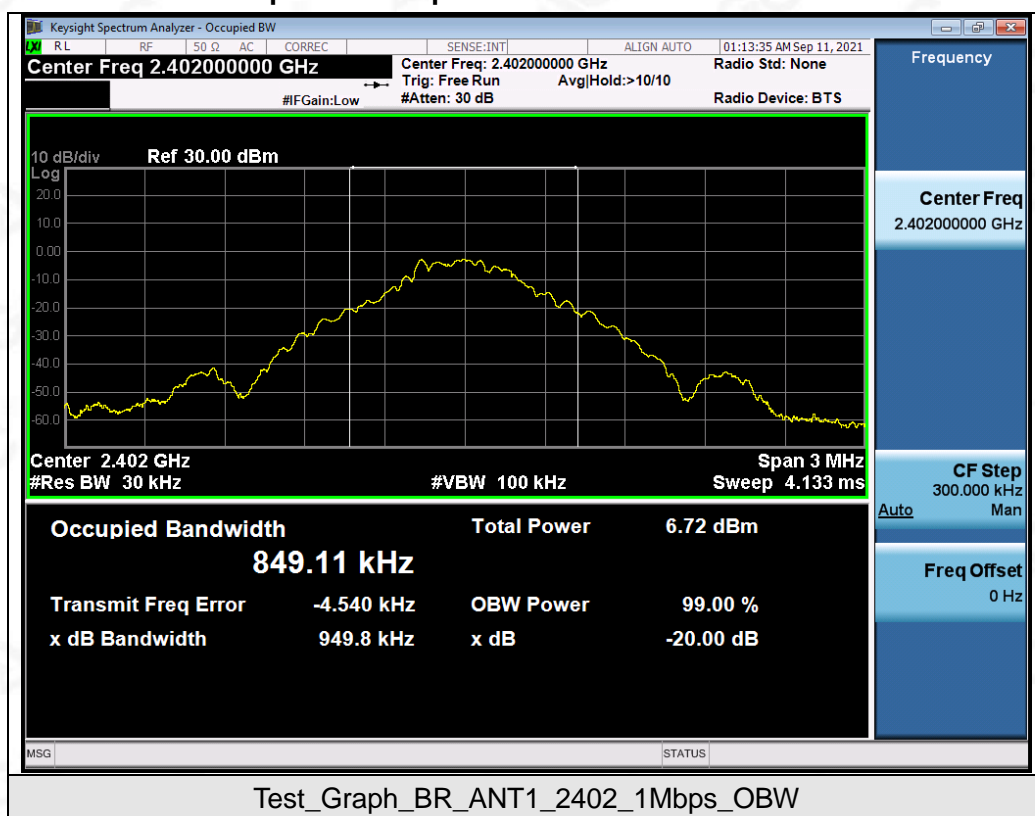 Keysight Spectrum Analyzer - Occupied BW
LXI RL RF 50 Ω AC CORREC SENSE:INT ALIGN AUTO 01:13:35 AM Sep 11, 2021
Center Freq 2.402000000 GHz
Center Freq: 2.402000000 GHz Radio Std: None
Trig: Free Run Avg|Hold:>10/10
#IFGain:Low #Atten: 30 dB Radio Device: BTS
10 dB/div Ref 30.00 dBm
Log
20.0
10.0
0.00
-10.0
-20.0
-30.0
-40.0
-50.0
-60.0
Center 2.402 GHz Span 3 MHz
#Res BW 30 kHz #VBW 100 kHz Sweep 4.133 ms
Occupied Bandwidth Total Power 6.72 dBm
849.11 kHz
Transmit Freq Error -4.540 kHz OBW Power 99.00 %
x dB Bandwidth 949.8 kHz x dB -20.00 dB
Frequency
Center Freq
2.402000000 GHz
CF Step
300.000 kHz
Auto Man
Freq Offset
0 Hz
MSG STATUS
Test_Graph_BR_ANT1_2402_1Mbps_OBW